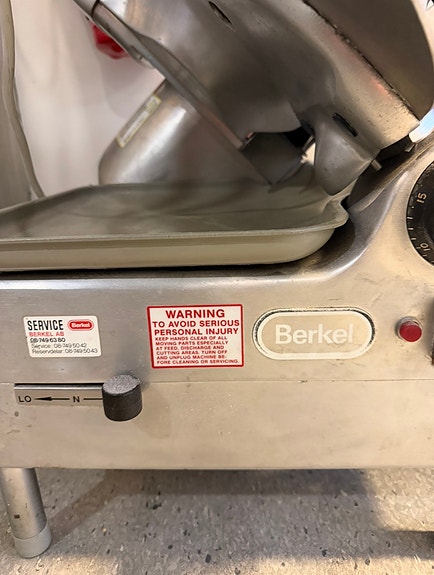 SERVICE Berkel
BERKEL AB
08-749 63 80
Service: 08-749 50 42
Reservdelar: 08-749 50 43
WARNING
TO AVOID SERIOUS
PERSONAL INJURY
KEEP HANDS CLEAR OF ALL
MOVING PARTS ESPECIALLY
AT FEED, DISCHARGE AND
CUTTING AREAS. TURN OFF
AND UNPLUG MACHINE BE-
FORE CLEANING OR SERVICING.
Berkel
15
0
LO N